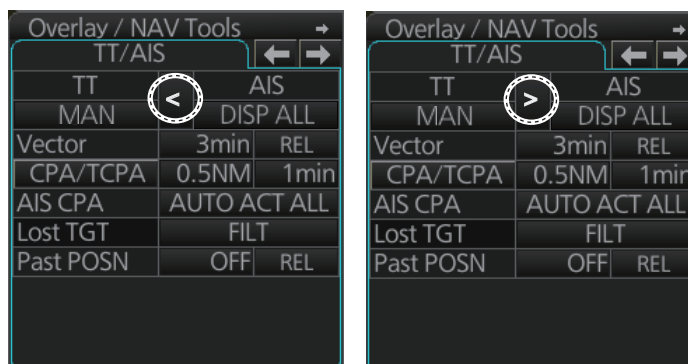 Overlay / NAV Tools →
TT/AIS ← →
TT < AIS
MAN DISP ALL
Vector 3min REL
CPA/TCPA 0.5NM 1min
AIS CPA AUTO ACT ALL
Lost TGT FILT
Past POSN OFF REL
Overlay / NAV Tools →
TT/AIS ← →
TT > AIS
MAN DISP ALL
Vector 3min REL
CPA/TCPA 0.5NM 1min
AIS CPA AUTO ACT ALL
Lost TGT FILT
Past POSN OFF REL